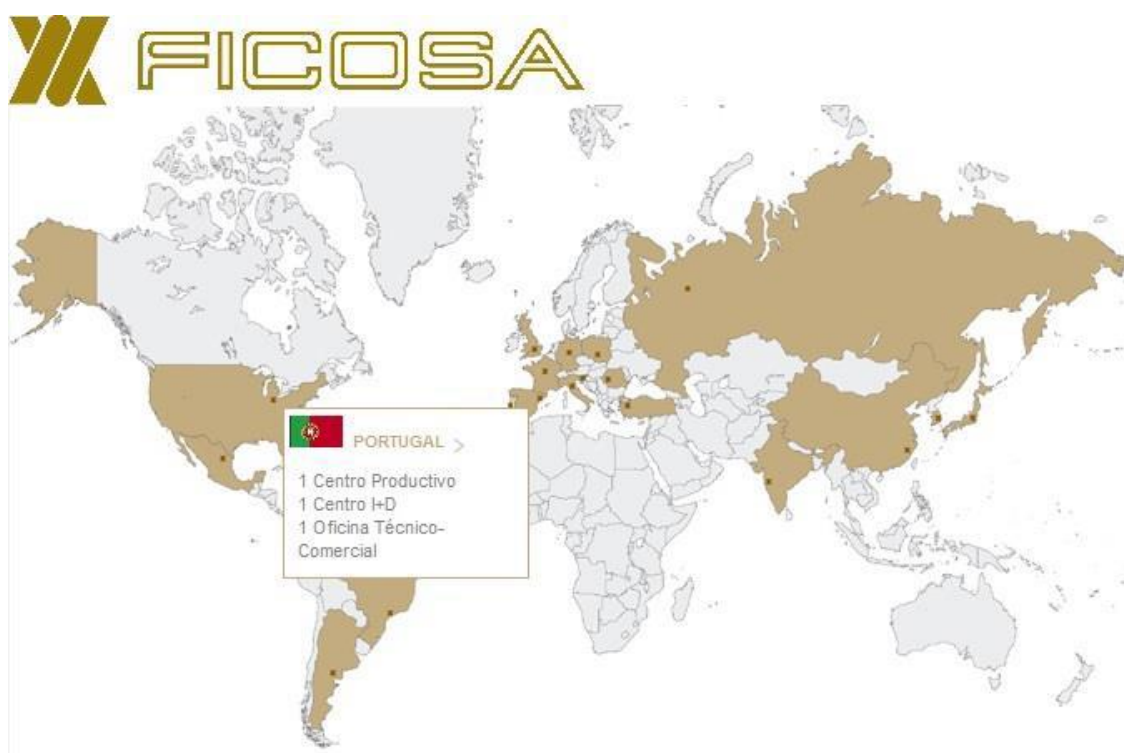 FICOSA
PORTUGAL >
1 Centro Productivo
1 Centro I+D
1 Oficina Técnico-
Comercial